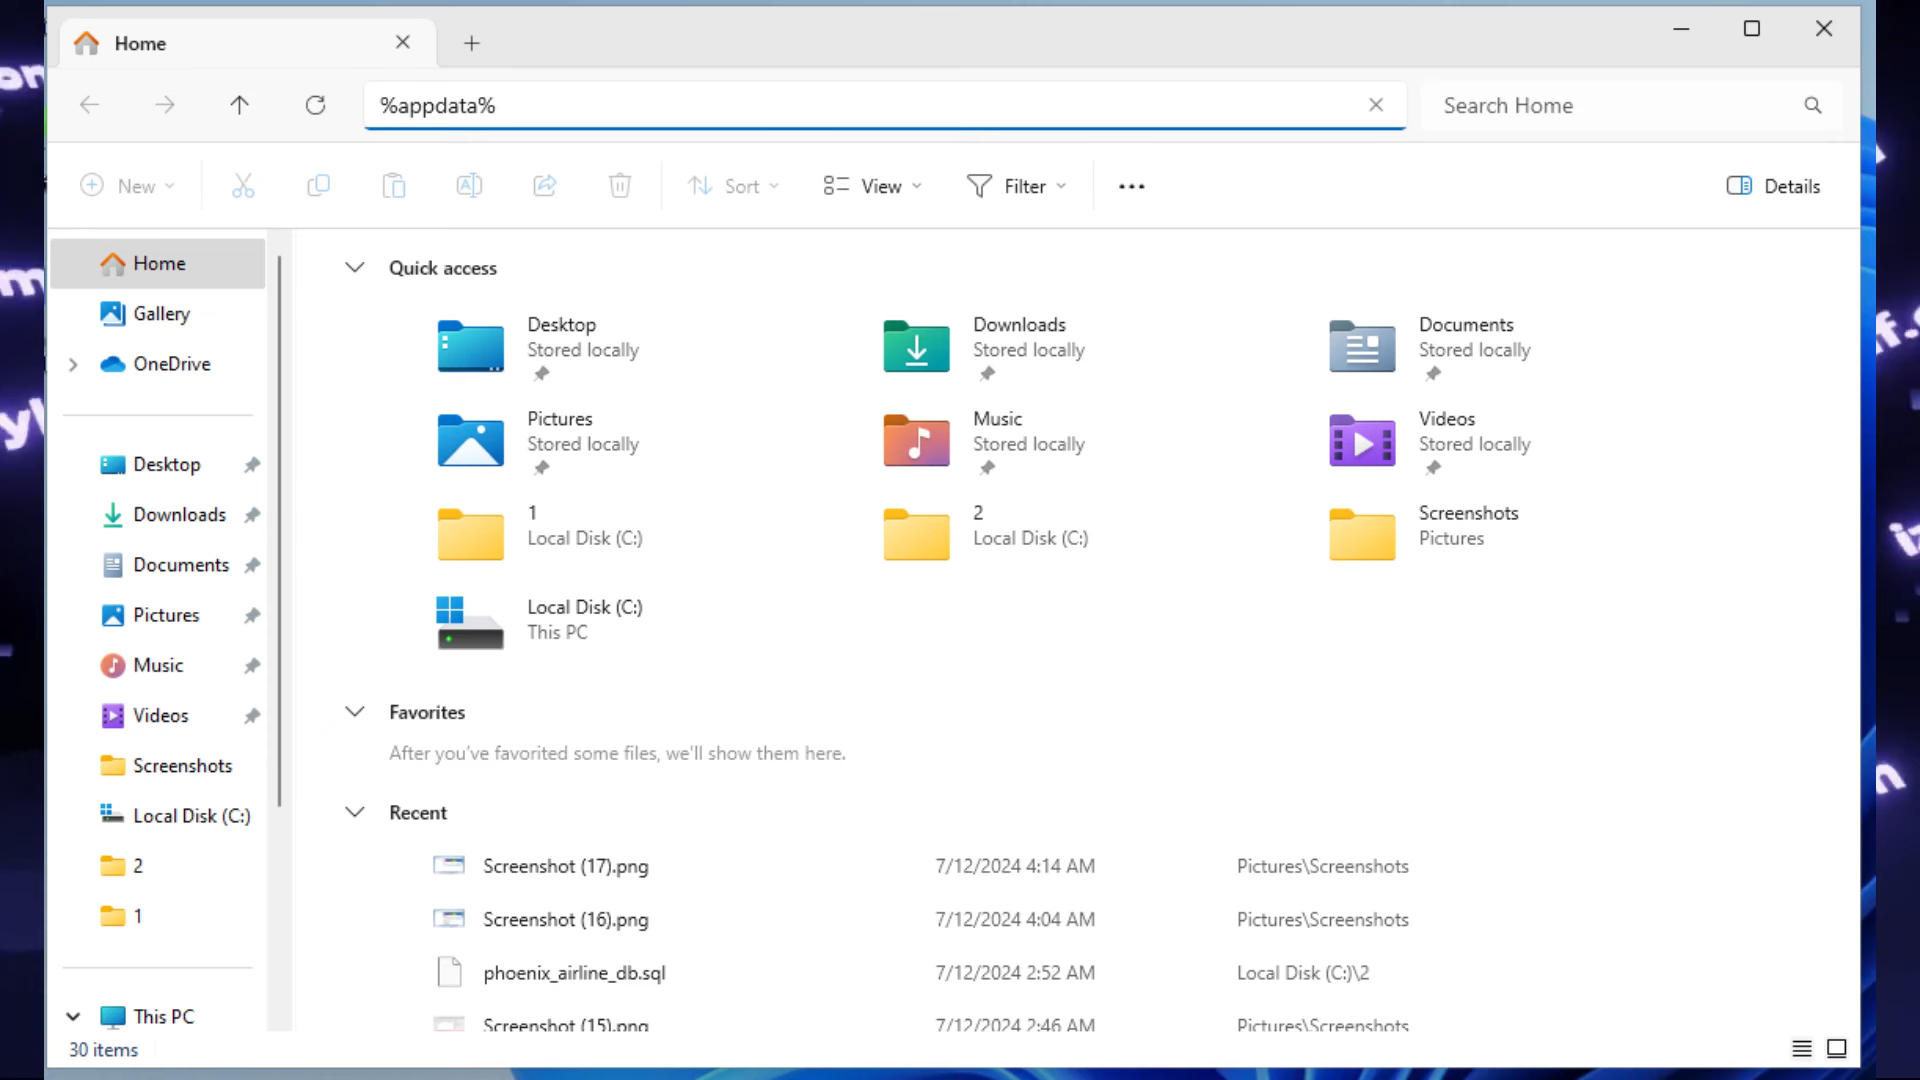 Home
%appdata%
Search Home
New
Sort
View
Filter
Details
Home
Gallery
OneDrive
Desktop
Downloads
Documents
Pictures
Music
Videos
Screenshots
Local Disk (C:)
2
1
This PC
30 items
Quick access
Desktop
Stored locally
Downloads
Stored locally
Documents
Stored locally
Pictures
Stored locally
Music
Stored locally
Videos
Stored locally
1
Local Disk (C:)
2
Local Disk (C:)
Screenshots
Pictures
Local Disk (C:)
This PC
Favorites
After you've favorited some files, we'll show them here.
Recent
Screenshot (17).png 7/12/2024 4:14 AM Pictures\Screenshots
Screenshot (16).png 7/12/2024 4:04 AM Pictures\Screenshots
phoenix_airline_db.sql 7/12/2024 2:52 AM Local Disk (C:)\2
Screenshot (15).png 7/12/2024 2:46 AM Pictures\Screenshots